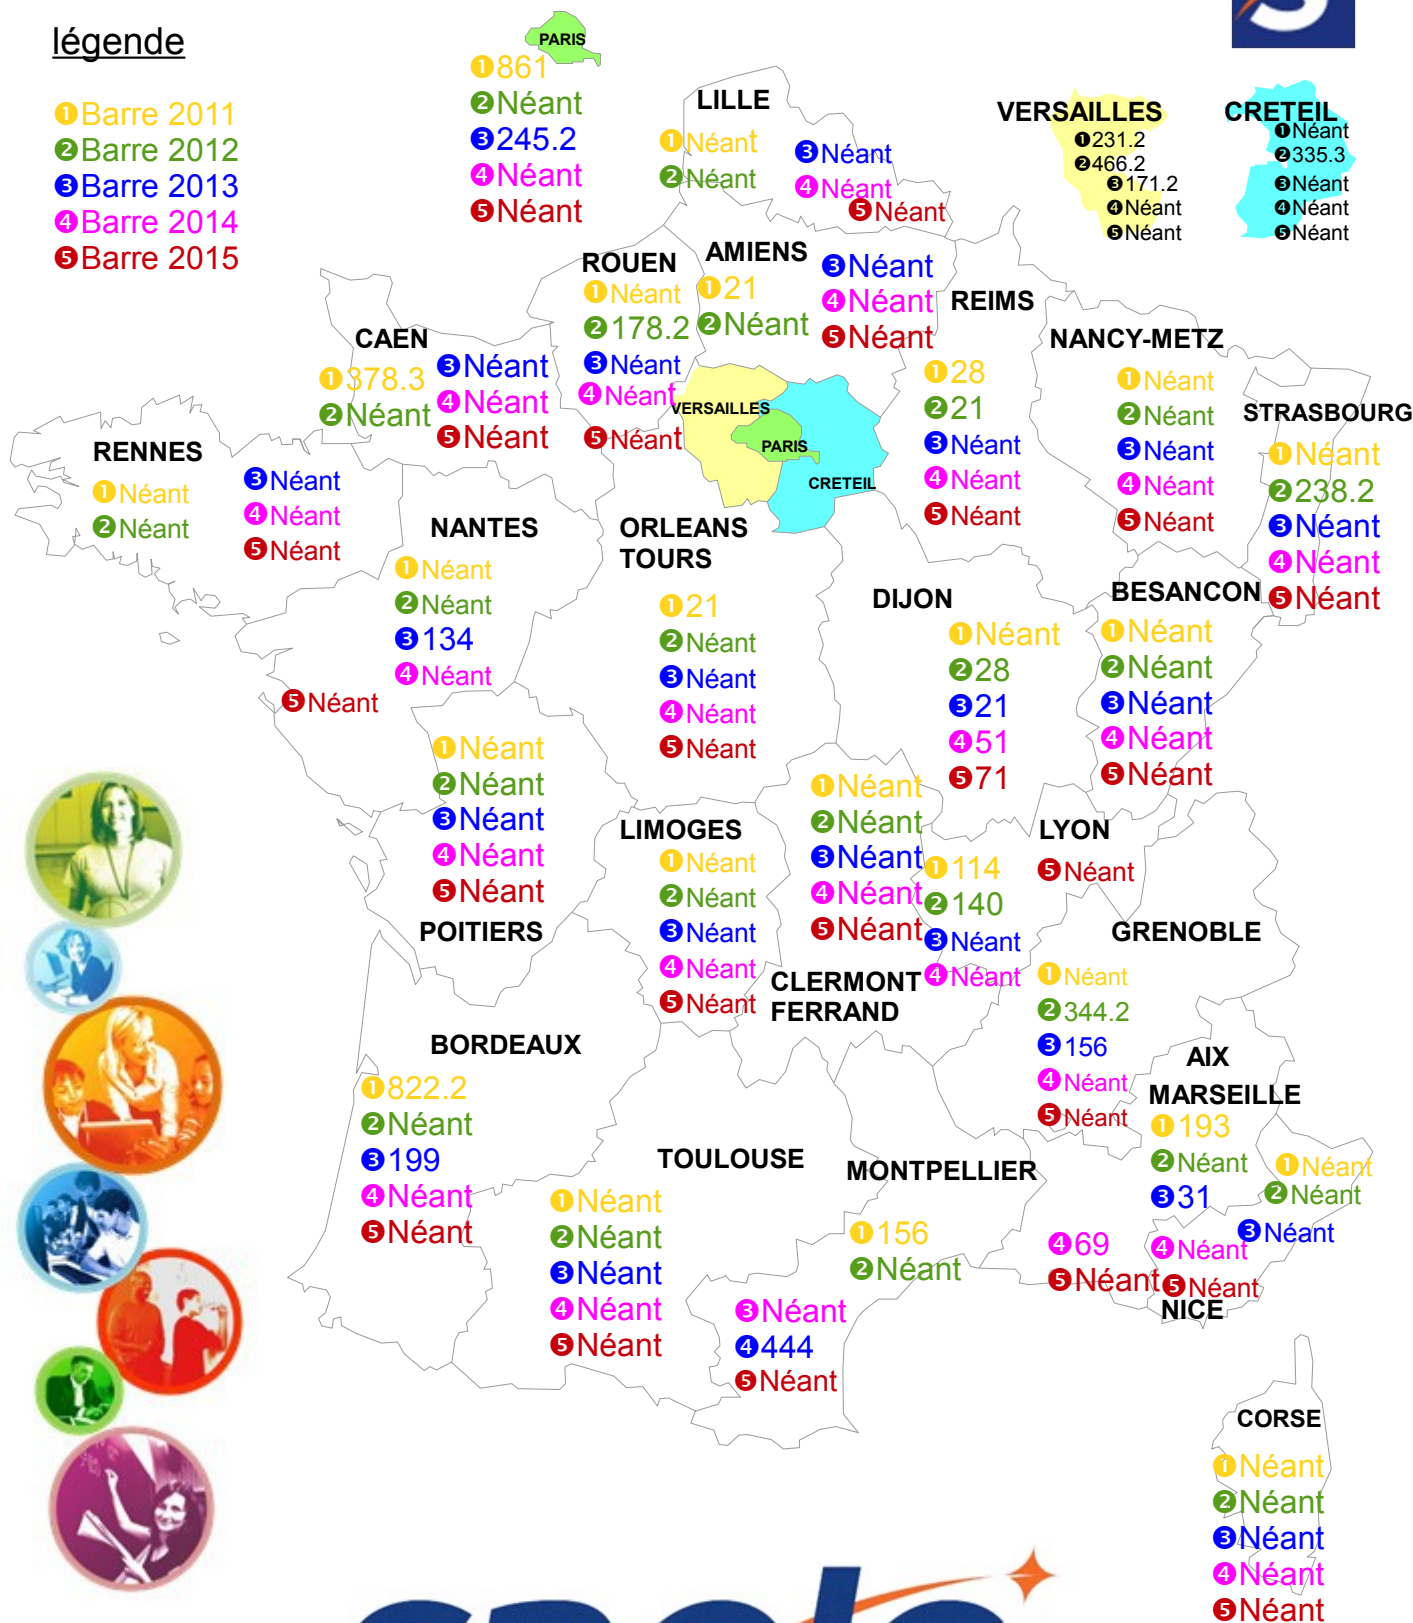 légende
❶Barre 2011
❷Barre 2012
❸Barre 2013
❹Barre 2014
❺Barre 2015
PARIS
❶861
❷Néant
❸245.2
❹Néant
❺Néant
LILLE
❶Néant
❷Néant
❸Néant
❹Néant
❺Néant
VERSAILLES
❶231.2
❷466.2
❸171.2
❹Néant
❺Néant
CRETEIL
❶Néant
❷335.3
❸Néant
❹Néant
❺Néant
ROUEN
❶Néant
❷178.2
❸Néant
❹Néant
❺Néant
AMIENS
❶21
❷Néant
❸Néant
❹Néant
❺Néant
REIMS
❶28
❷21
❸Néant
❹Néant
❺Néant
CAEN
❶378.3
❷Néant
❸Néant
❹Néant
❺Néant
NANCY-METZ
❶Néant
❷Néant
❸Néant
❹Néant
❺Néant
STRASBOURG
❶Néant
❷238.2
❸Néant
❹Néant
❺Néant
VERSAILLES
PARIS
CRETEIL
RENNES
❶Néant
❷Néant
❸Néant
❹Néant
❺Néant
NANTES
❶Néant
❷Néant
❸134
❹Néant
❺Néant
ORLEANS
TOURS
❶21
❷Néant
❸Néant
❹Néant
❺Néant
DIJON
❶Néant
❷28
❸21
❹51
❺71
BESANCON
❶Néant
❷Néant
❸Néant
❹Néant
❺Néant
❶Néant
❷Néant
❸Néant
❹Néant
❺Néant
POITIERS
LIMOGES
❶Néant
❷Néant
❸Néant
❹Néant
❺Néant
❶Néant
❷Néant
❸Néant
❹Néant
❺Néant
CLERMONT
FERRAND
LYON
❶114
❷140
❸Néant
❹Néant
❺Néant
GRENOBLE
❶Néant
❷344.2
❸156
❹Néant
❺Néant
BORDEAUX
❶822.2
❷Néant
❸199
❹Néant
❺Néant
AIX
MARSEILLE
❶193
❷Néant
❸31
❹69
❺Néant
TOULOUSE
❶Néant
❷Néant
❸Néant
❹Néant
❺Néant
MONTPELLIER
❶156
❷Néant
❸Néant
❹444
❺Néant
❶Néant
❷Néant
❸Néant
❹Néant
❺Néant
NICE
CORSE
❶Néant
❷Néant
❸Néant
❹Néant
❺Néant